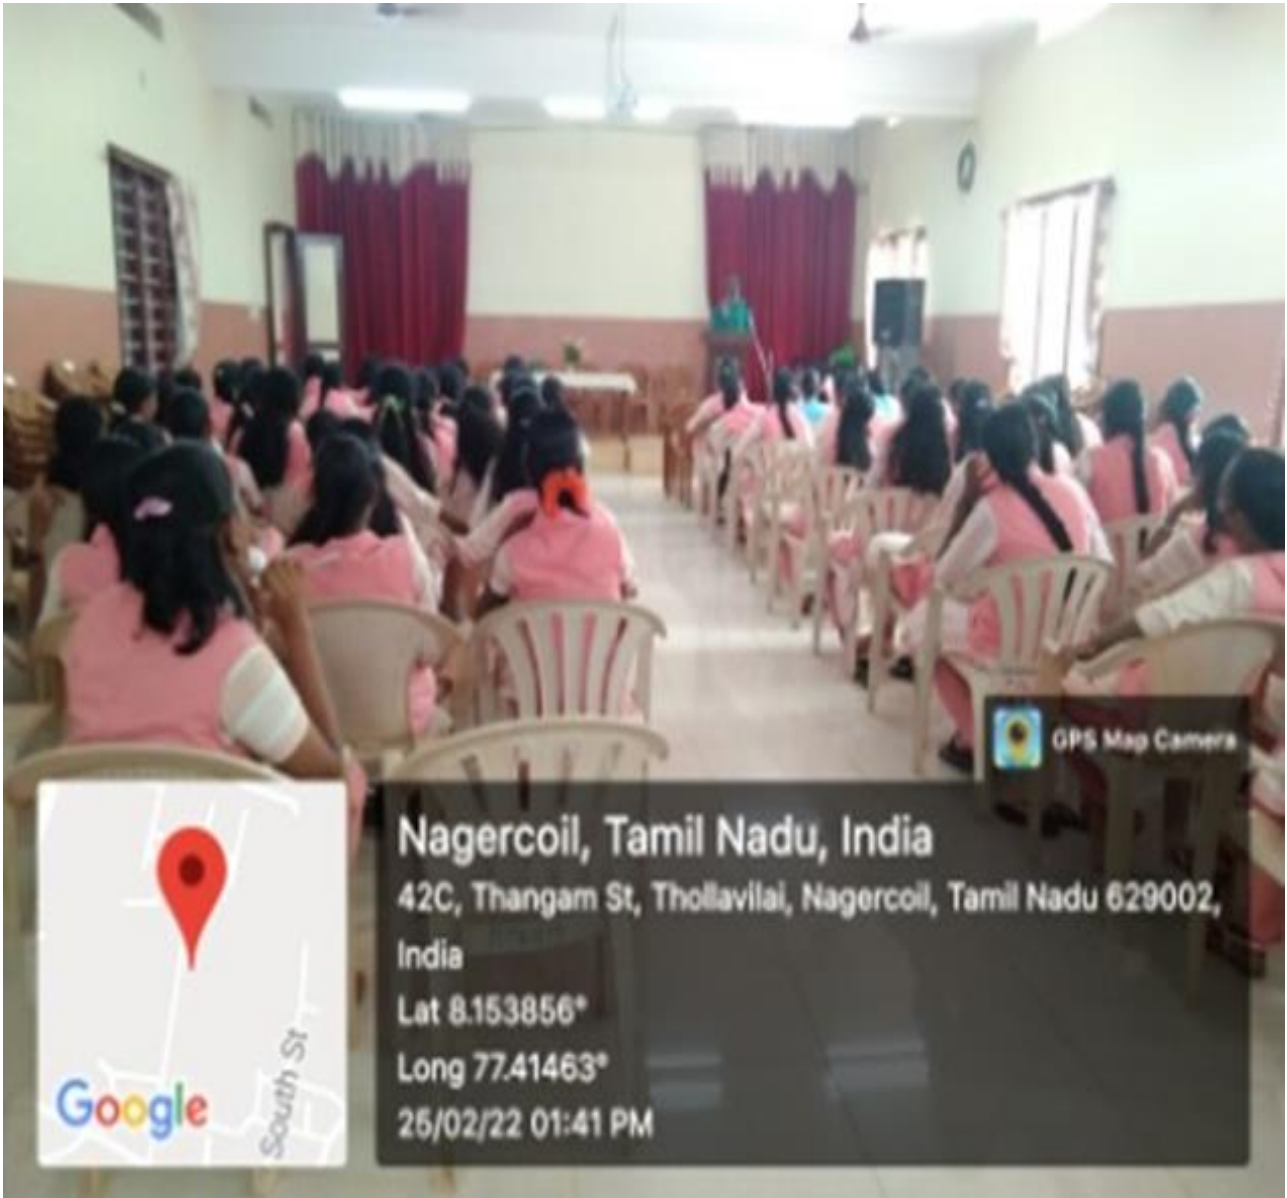 GPS Map Camera
Nagercoil, Tamil Nadu, India
42C, Thangam St, Thollavilai, Nagercoil, Tamil Nadu 629002,
India
Lat 8.153856°
Long 77.41463°
25/02/22 01:41 PM
Google
South St